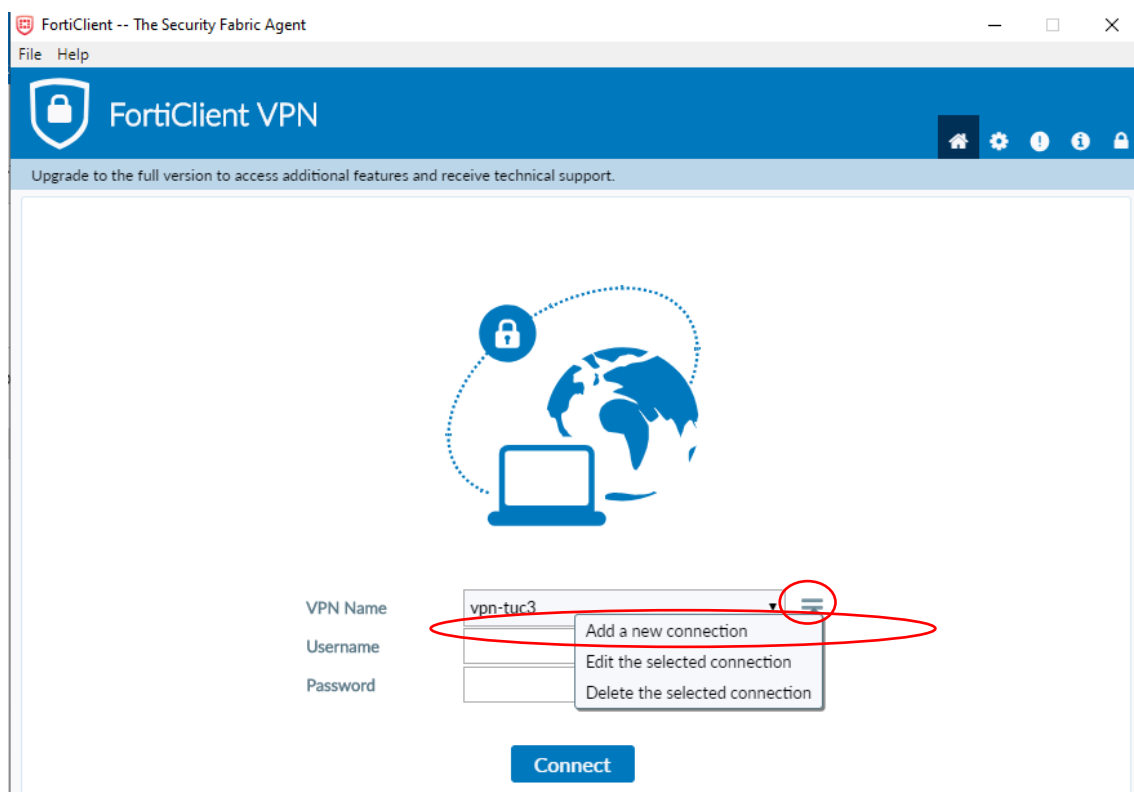 FortiClient -- The Security Fabric Agent
File Help
FortiClient VPN
Upgrade to the full version to access additional features and receive technical support.
VPN Name vpn-tuc3
Add a new connection
Username
Edit the selected connection
Password
Delete the selected connection
Connect